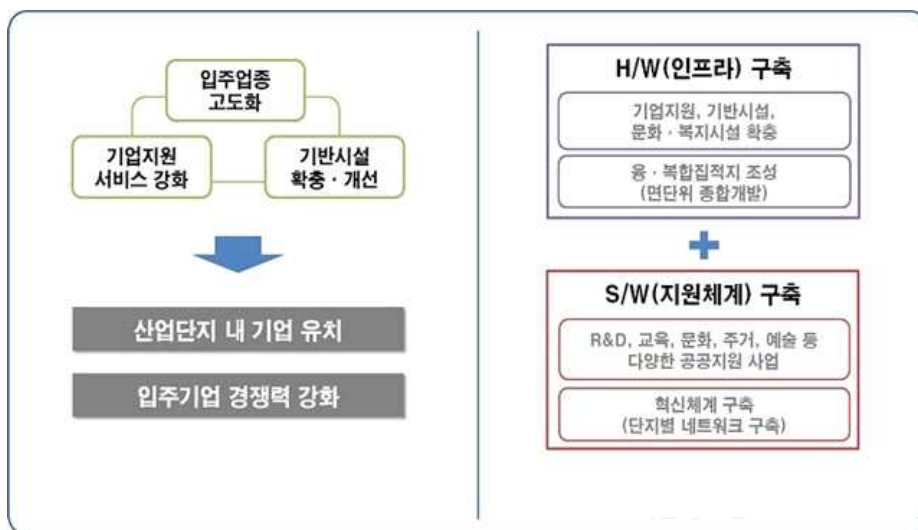 입주업종
고도화
기업지원
서비스 강화
기반시설
확충 · 개선
산업단지 내 기업 유치
입주기업 경쟁력 강화
H/W(인프라) 구축
기업지원, 기반시설,
문화 · 복지시설 확충
융 · 복합집적지 조성
(면단위 종합개발)
S/W(지원체계) 구축
R&D, 교육, 문화, 주거, 예술 등
다양한 공공지원 사업
혁신체계 구축
(단지별 네트워크 구축)